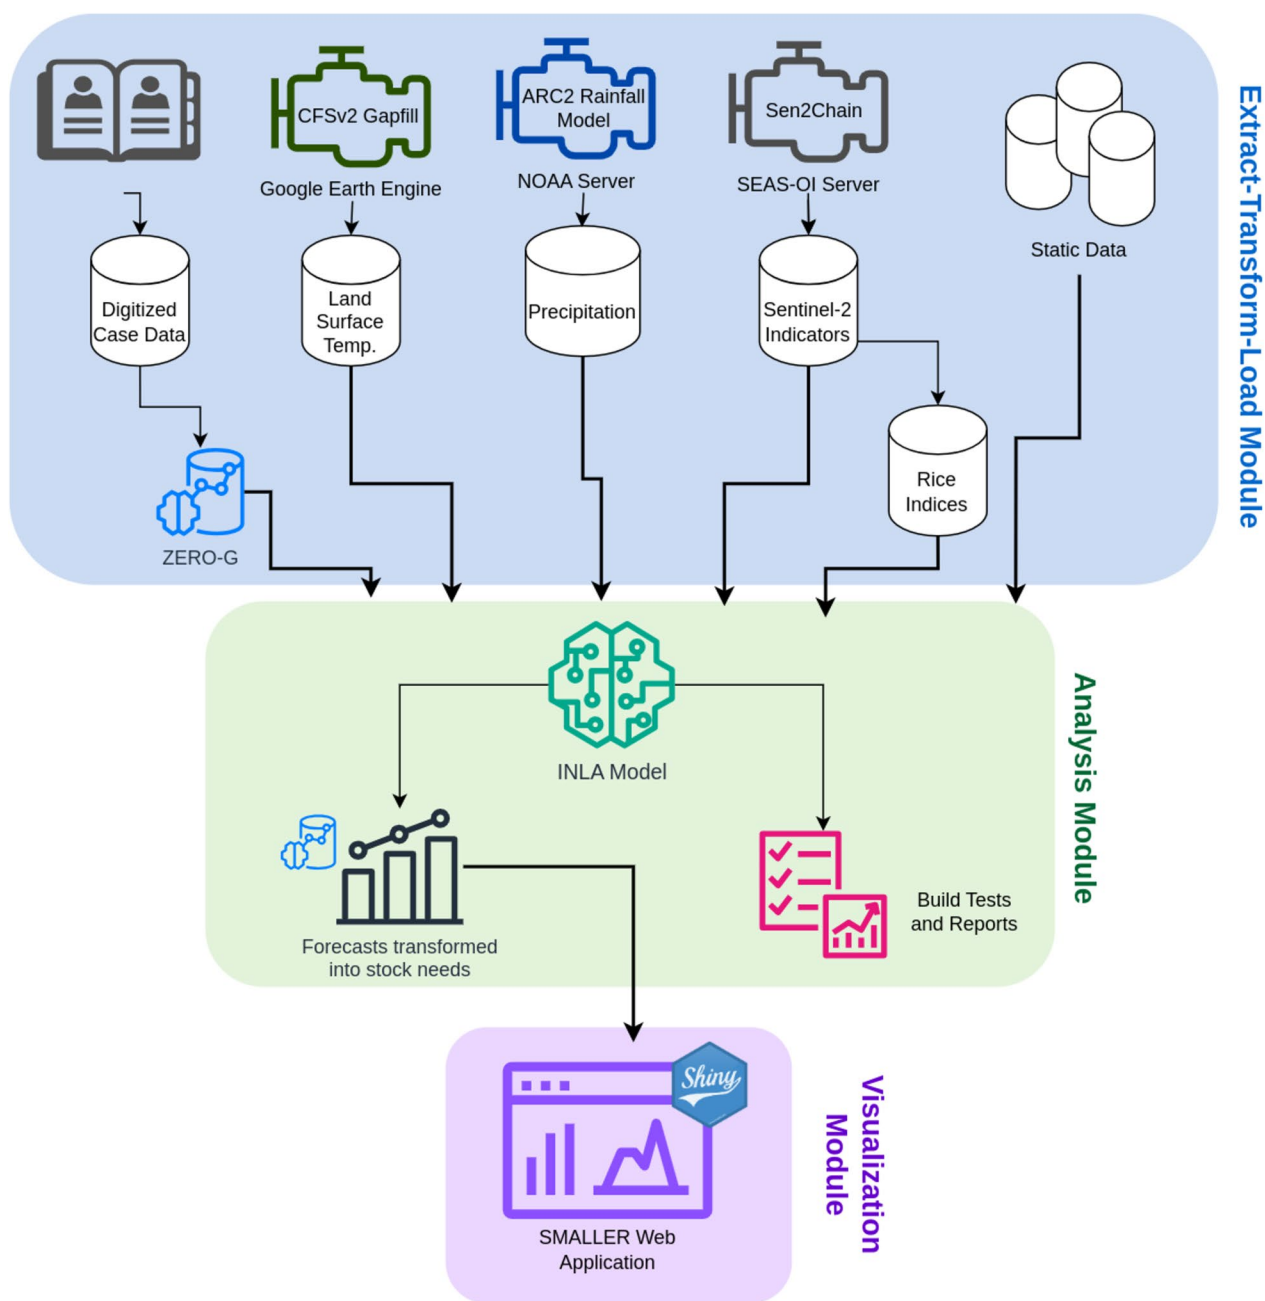 CFSv2 Gapfill
ARC2 Rainfall
Model
Sen2Chain
Google Earth Engine
NOAA Server
SEAS-OI Server
Static Data
Digitized
Case Data
Land
Surface
Temp.
Precipitation
Sentinel-2
Indicators
Rice
Indices
ZERO-G
Extract-Transform-Load Module
INLA Model
Forecasts transformed
into stock needs
Build Tests
and Reports
Analysis Module
Shiny
SMALLER Web
Application
Visualization
Module